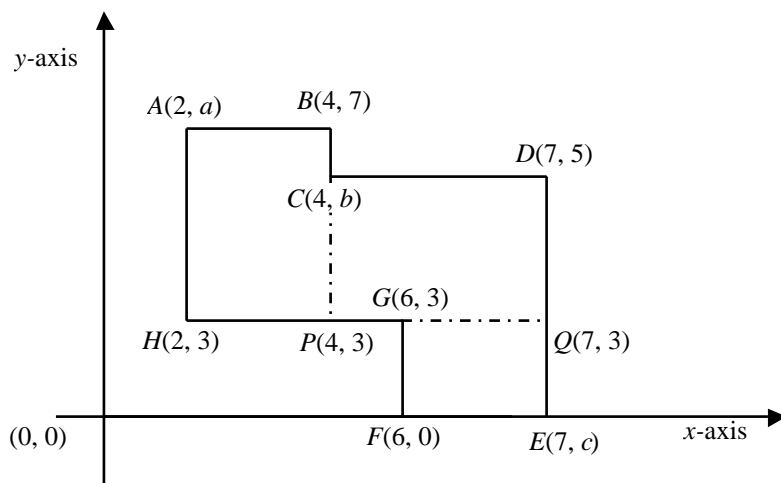 y-axis
A(2, a)
B(4, 7)
D(7, 5)
C(4, b)
G(6, 3)
H(2, 3)
P(4, 3)
Q(7, 3)
(0, 0)
F(6, 0)
E(7, c)
x-axis